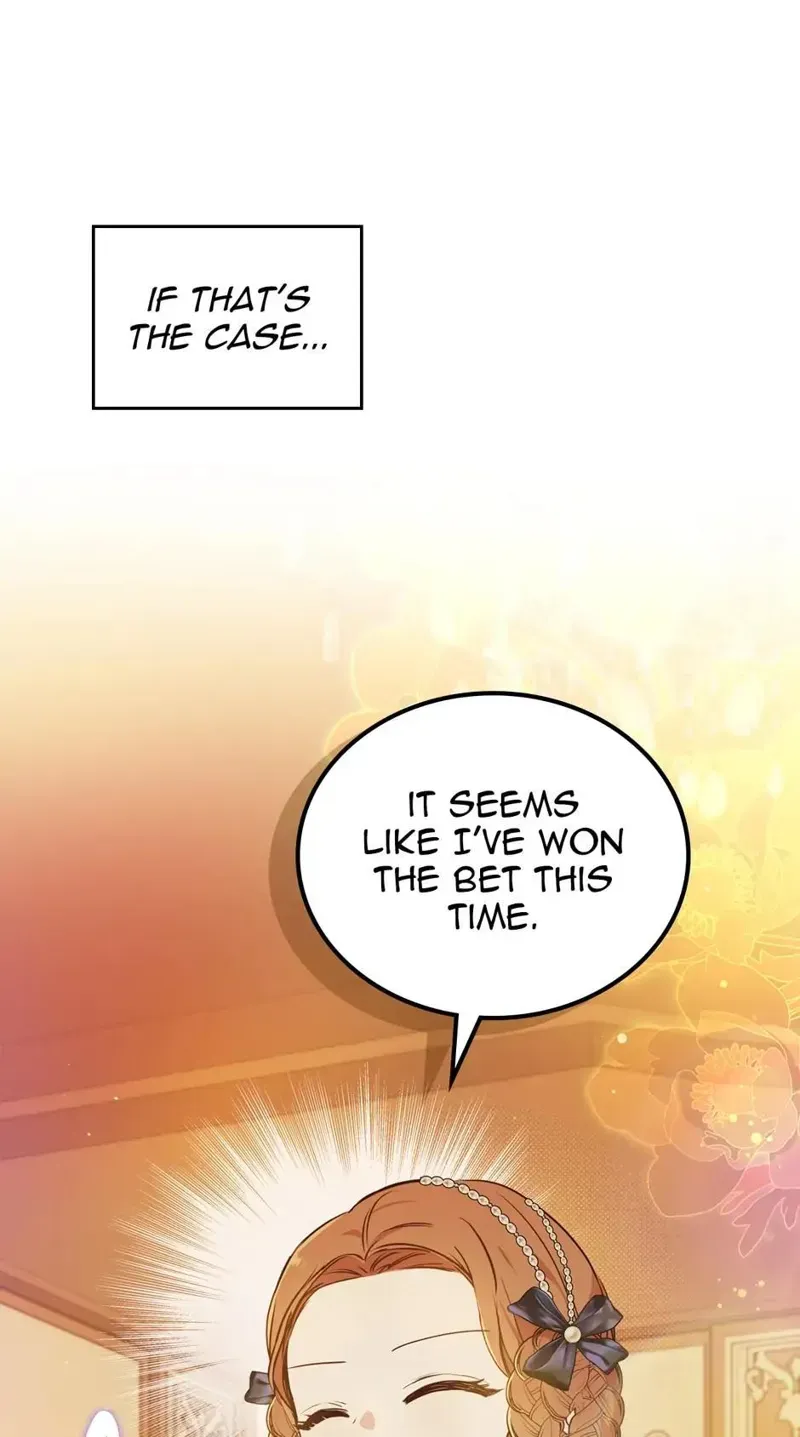 IF THAT'S
THE CASE...
IT SEEMS
LIKE I'VE WON
THE BET THIS
TIME.